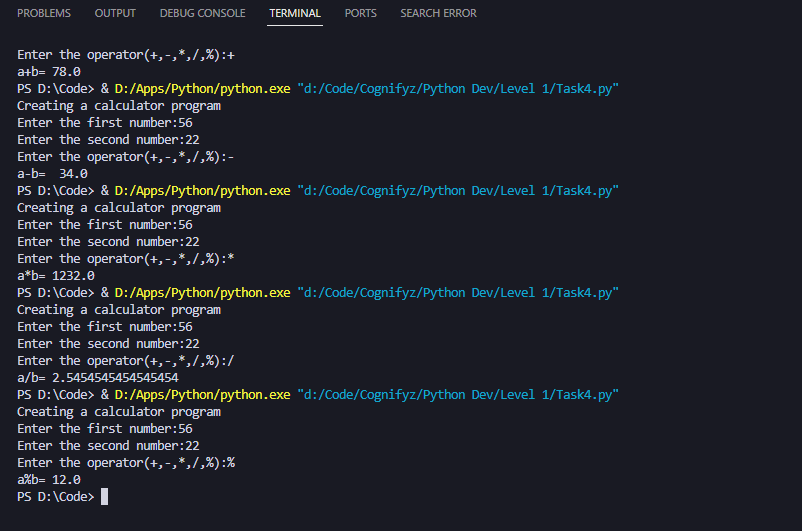 PROBLEMS OUTPUT DEBUG CONSOLE TERMINAL PORTS SEARCH ERROR
Enter the operator(+,-,*,/,%):+
a+b= 78.0
PS D:\Code> & D:/Apps/Python/python.exe "d:/Code/Cognifyz/Python Dev/Level 1/Task4.py"
Creating a calculator program
Enter the first number:56
Enter the second number:22
Enter the operator(+,-,*,/,%):-
a-b=  34.0
PS D:\Code> & D:/Apps/Python/python.exe "d:/Code/Cognifyz/Python Dev/Level 1/Task4.py"
Creating a calculator program
Enter the first number:56
Enter the second number:22
Enter the operator(+,-,*,/,%):*
a*b= 1232.0
PS D:\Code> & D:/Apps/Python/python.exe "d:/Code/Cognifyz/Python Dev/Level 1/Task4.py"
Creating a calculator program
Enter the first number:56
Enter the second number:22
Enter the operator(+,-,*,/,%):/
a/b= 2.5454545454545454
PS D:\Code> & D:/Apps/Python/python.exe "d:/Code/Cognifyz/Python Dev/Level 1/Task4.py"
Creating a calculator program
Enter the first number:56
Enter the second number:22
Enter the operator(+,-,*,/,%):%
a%b= 12.0
PS D:\Code>